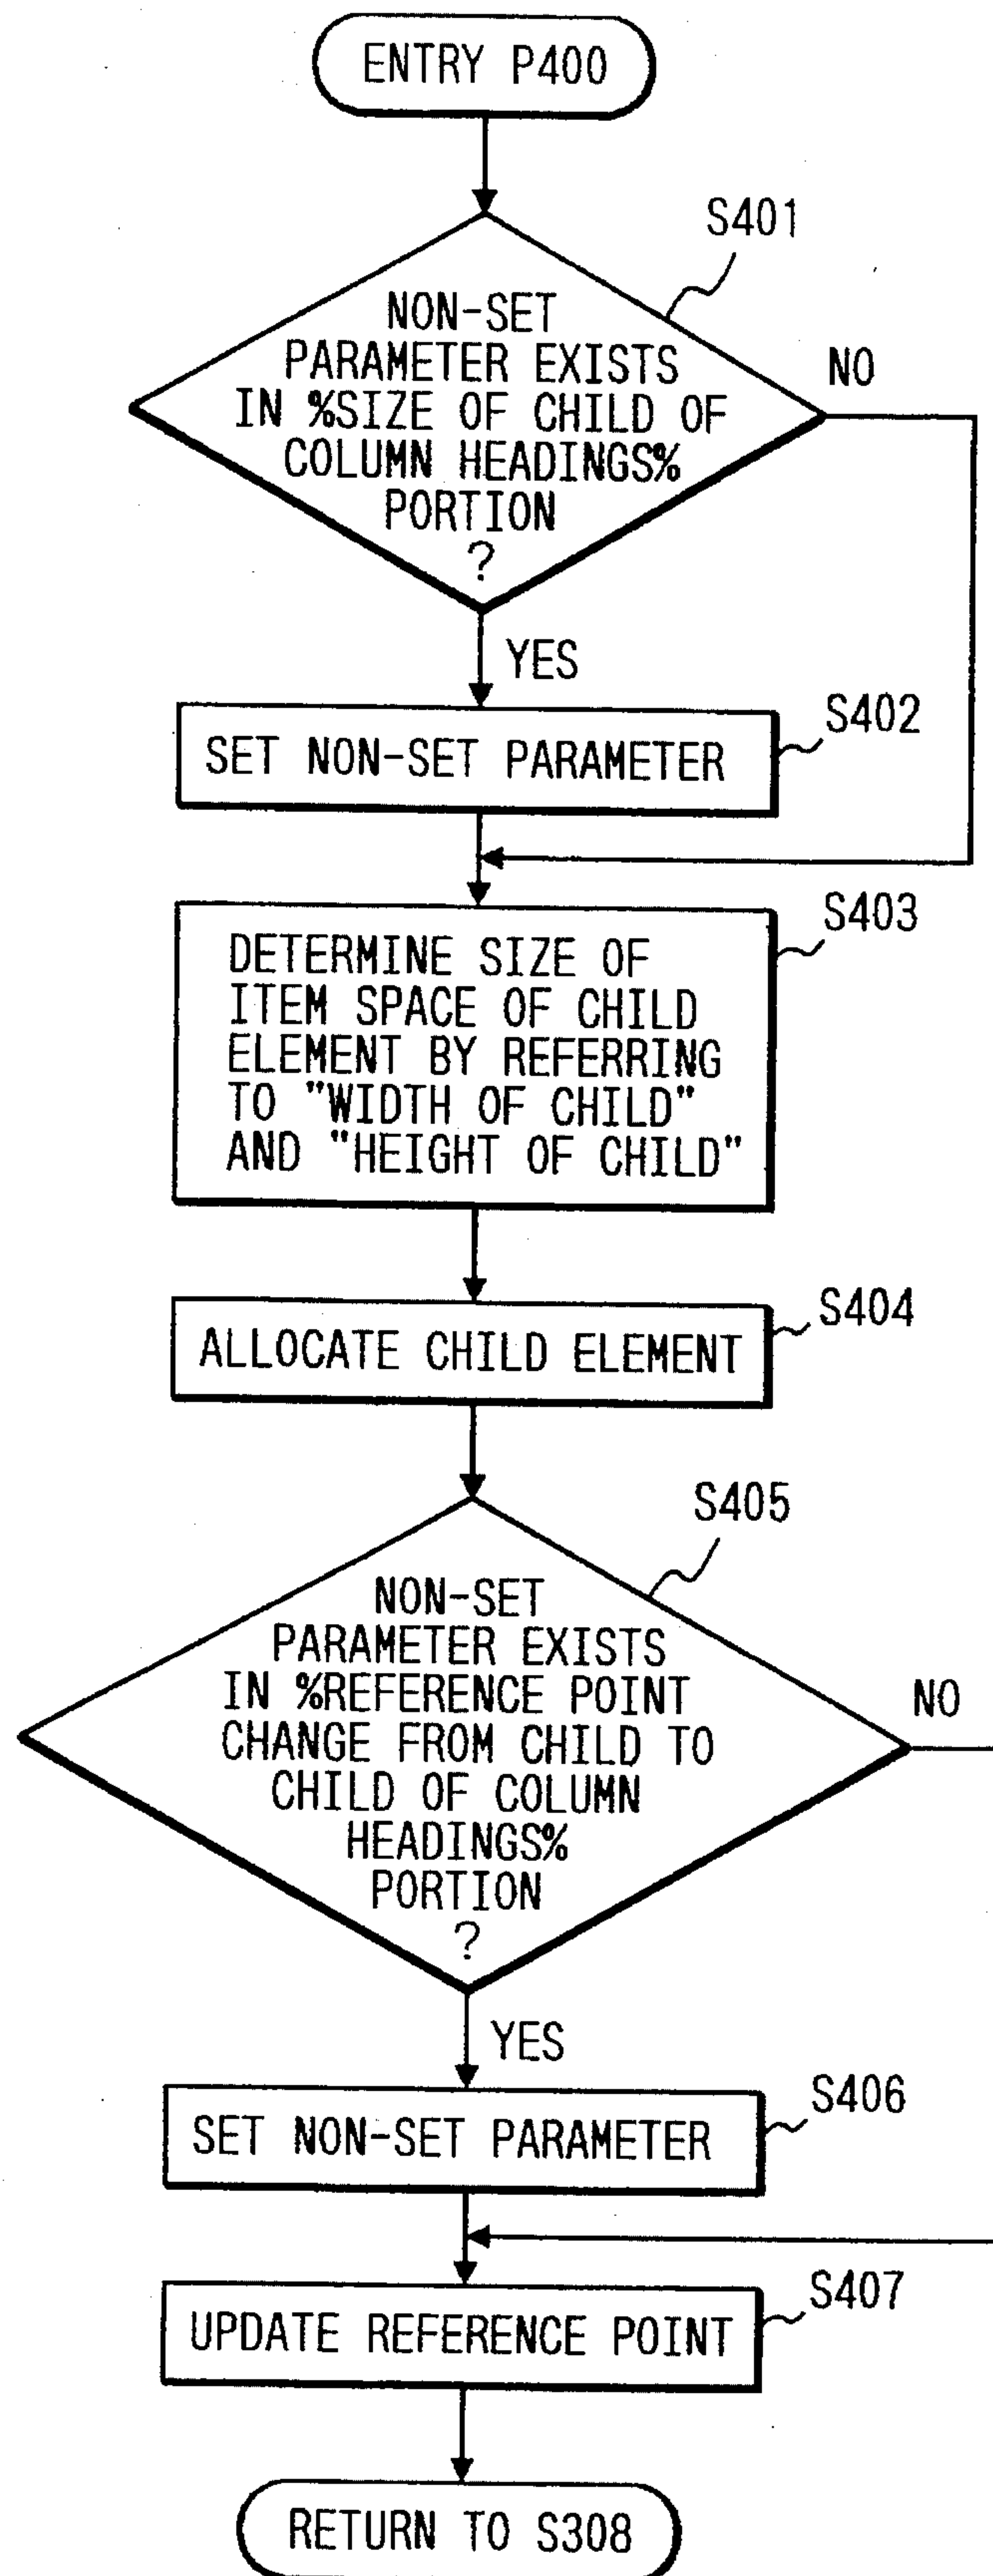 ENTRY P400
S401
NON-SET
PARAMETER EXISTS
IN %SIZE OF CHILD OF
COLUMN HEADINGS%
PORTION
?
NO
YES
S402
SET NON-SET PARAMETER
S403
DETERMINE SIZE OF
ITEM SPACE OF CHILD
ELEMENT BY REFERRING
TO "WIDTH OF CHILD"
AND "HEIGHT OF CHILD"
S404
ALLOCATE CHILD ELEMENT
S405
NON-SET
PARAMETER EXISTS
IN %REFERENCE POINT
CHANGE FROM CHILD TO
CHILD OF COLUMN
HEADINGS%
PORTION
?
NO
YES
S406
SET NON-SET PARAMETER
S407
UPDATE REFERENCE POINT
RETURN TO S308